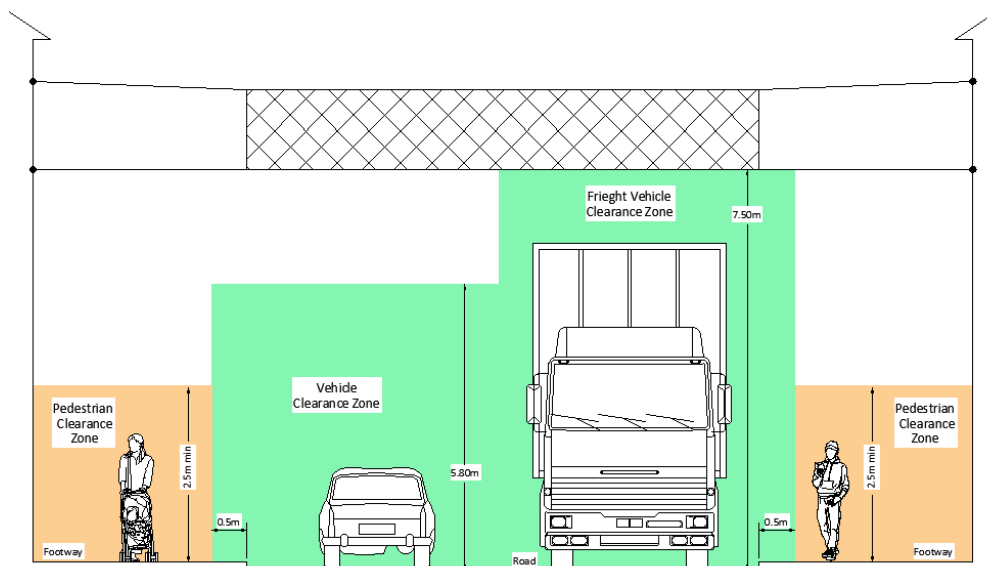 Frieght Vehicle
Clearance Zone
7.50m
Vehicle
Clearance Zone
Pedestrian
Clearance
Zone
Pedestrian
Clearance
Zone
2.5m min
5.80m
2.5m min
0.5m
0.5m
Footway
Road
Footway